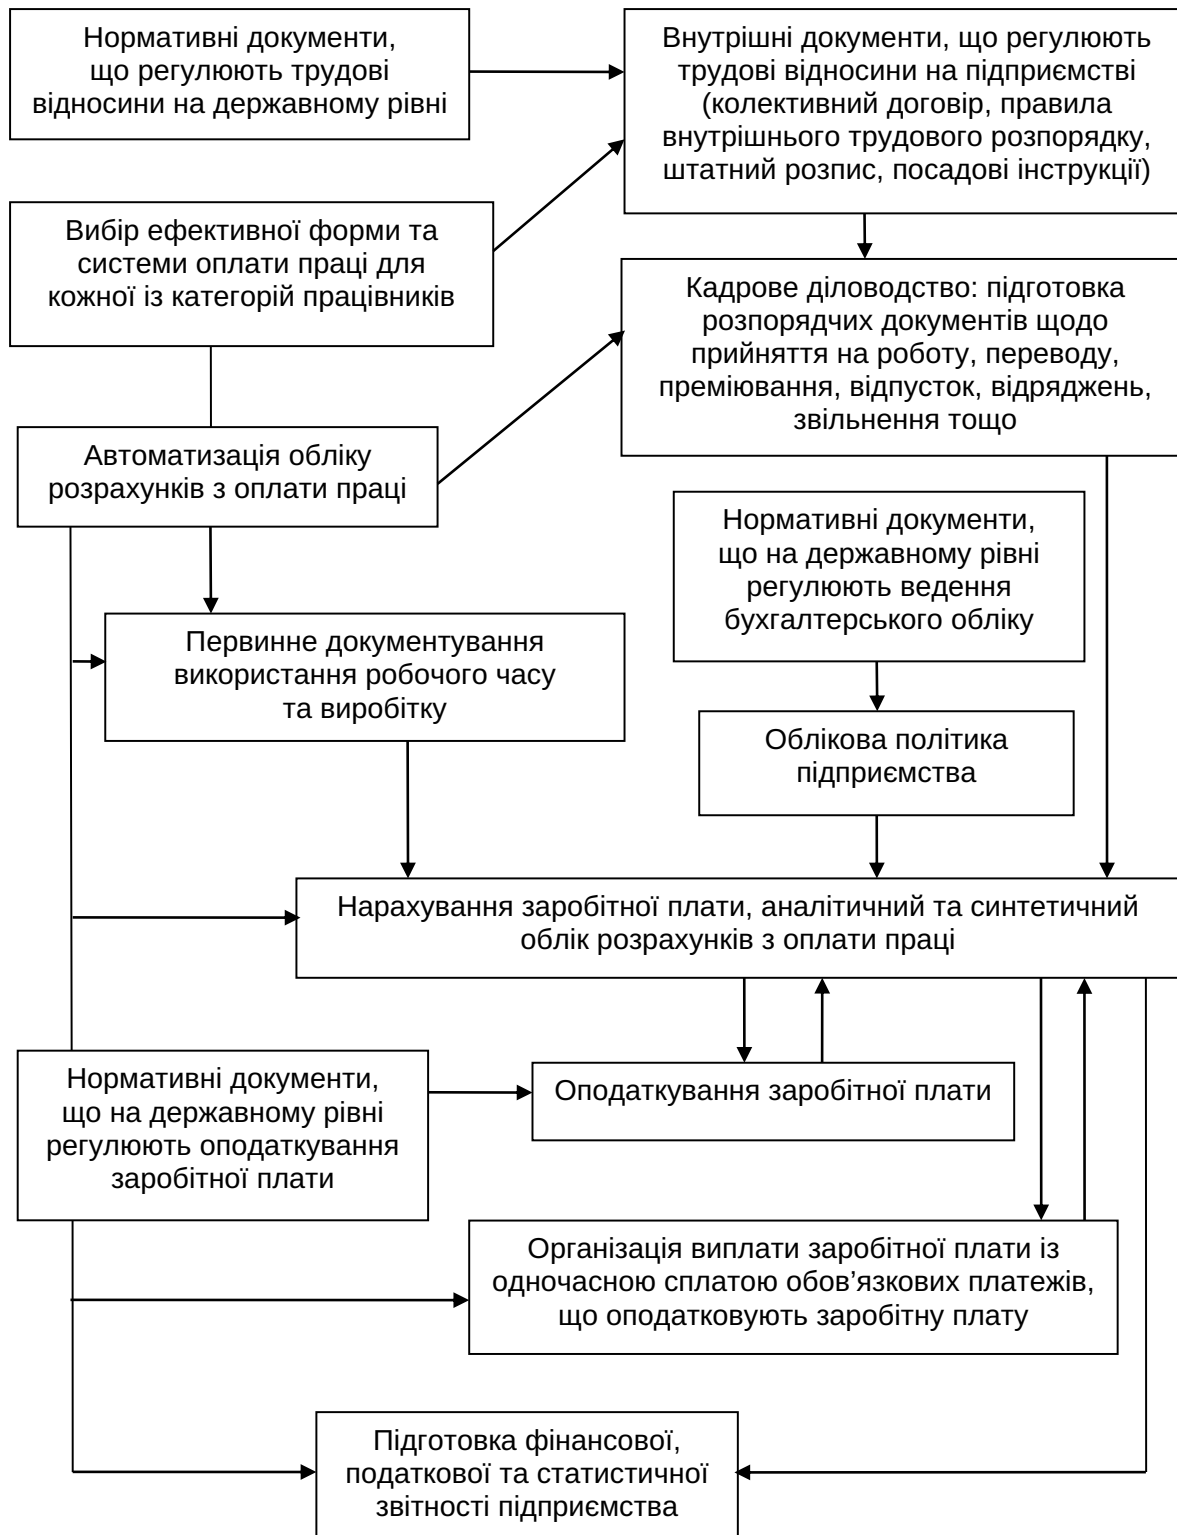 Нормативні документи,
що регулюють трудові
відносини на державному рівні
Внутрішні документи, що регулюють
трудові відносини на підприємстві
(колективний договір, правила
внутрішнього трудового розпорядку,
штатний розпис, посадові інструкції)
Вибір ефективної форми та
системи оплати праці для
кожної із категорій працівників
Кадрове діловодство: підготовка
розпорядчих документів щодо
прийняття на роботу, переводу,
преміювання, відпусток, відряджень,
звільнення тощо
Автоматизація обліку
розрахунків з оплати праці
Нормативні документи,
що на державному рівні
регулюють ведення
бухгалтерського обліку
Первинне документування
використання робочого часу
та виробітку
Облікова політика
підприємства
Нарахування заробітної плати, аналітичний та синтетичний
облік розрахунків з оплати праці
Нормативні документи,
що на державному рівні
регулюють оподаткування
заробітної плати
Оподаткування заробітної плати
Організація виплати заробітної плати із
одночасною сплатою обов’язкових платежів,
що оподатковують заробітну плату
Підготовка фінансової,
податкової та статистичної
звітності підприємства